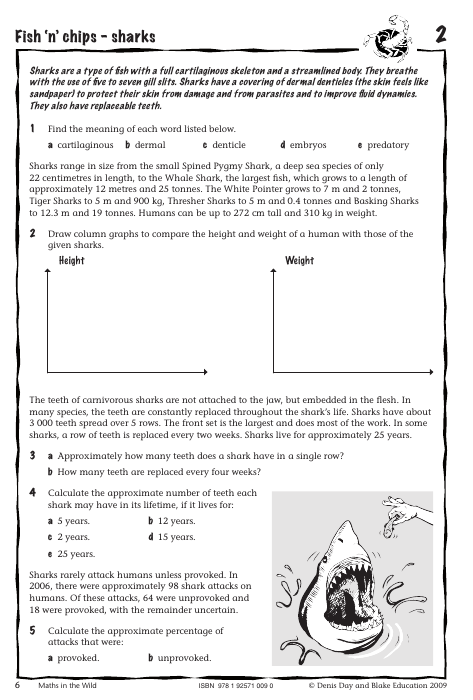 Fish 'n' chips – sharks
2
Sharks are a type of fish with a full cartilaginous skeleton and a streamlined body. They breathe
with the use of five to seven gill slits. Sharks have a covering of dermal denticles (the skin feels like
sandpaper) to protect their skin from damage and from parasites and to improve fluid dynamics.
They also have replaceable teeth.
1 Find the meaning of each word listed below.
a cartilaginous b dermal c denticle d embryos e predatory
Sharks range in size from the small Spined Pygmy Shark, a deep sea species of only
22 centimetres in length, to the Whale Shark, the largest fish, which grows to a length of
approximately 12 metres and 25 tonnes. The White Pointer grows to 7 m and 2 tonnes,
Tiger Sharks to 5 m and 900 kg, Thresher Sharks to 5 m and 0.4 tonnes and Basking Sharks
to 12.3 m and 19 tonnes. Humans can be up to 272 cm tall and 310 kg in weight.
2 Draw column graphs to compare the height and weight of a human with those of the
given sharks.
Height Weight
The teeth of carnivorous sharks are not attached to the jaw, but embedded in the flesh. In
many species, the teeth are constantly replaced throughout the shark's life. Sharks have about
3 000 teeth spread over 5 rows. The front set is the largest and does most of the work. In some
sharks, a row of teeth is replaced every two weeks. Sharks live for approximately 25 years.
3 a Approximately how many teeth does a shark have in a single row?
b How many teeth are replaced every four weeks?
4 Calculate the approximate number of teeth each
shark may have in its lifetime, if it lives for:
a 5 years. b 12 years.
c 2 years. d 15 years.
e 25 years.
Sharks rarely attack humans unless provoked. In
2006, there were approximately 98 shark attacks on
humans. Of these attacks, 64 were unprovoked and
18 were provoked, with the remainder uncertain.
5 Calculate the approximate percentage of
attacks that were:
a provoked. b unprovoked.
6 Maths in the Wild ISBN 978 1 92571 009 0 © Denis Day and Blake Education 2009